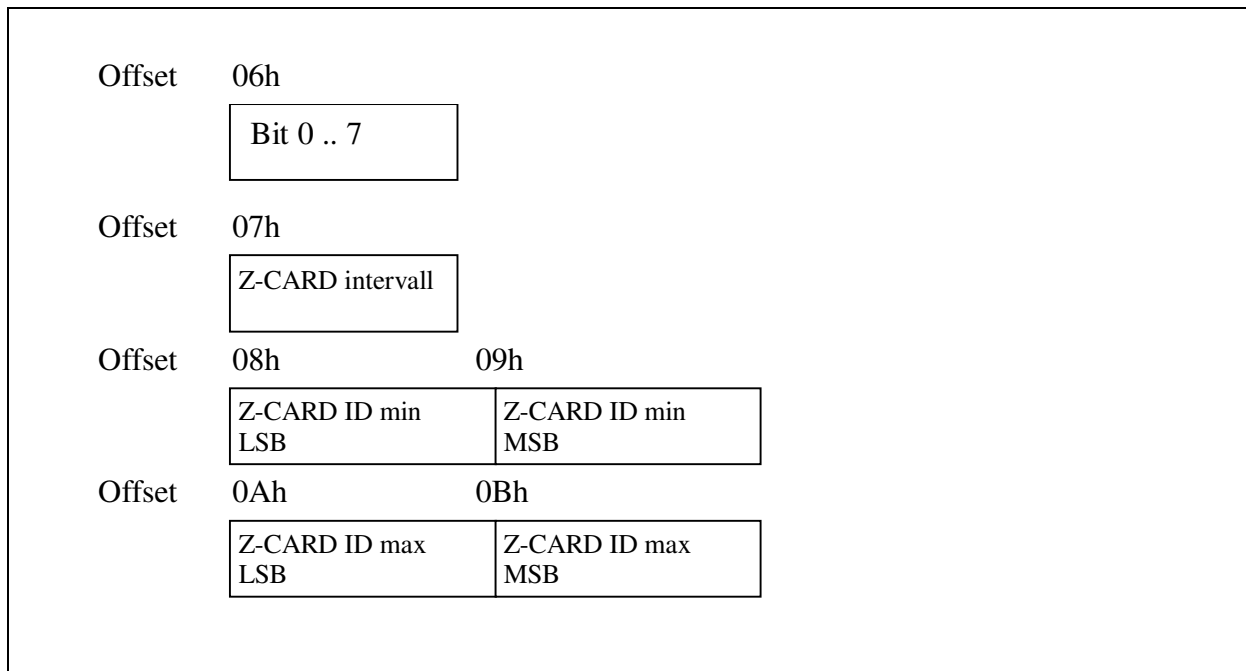 Offset 06h
Bit 0 .. 7
Offset 07h
Z-CARD intervall
Offset 08h 09h
Z-CARD ID min Z-CARD ID min
LSB MSB
Offset 0Ah 0Bh
Z-CARD ID max Z-CARD ID max
LSB MSB